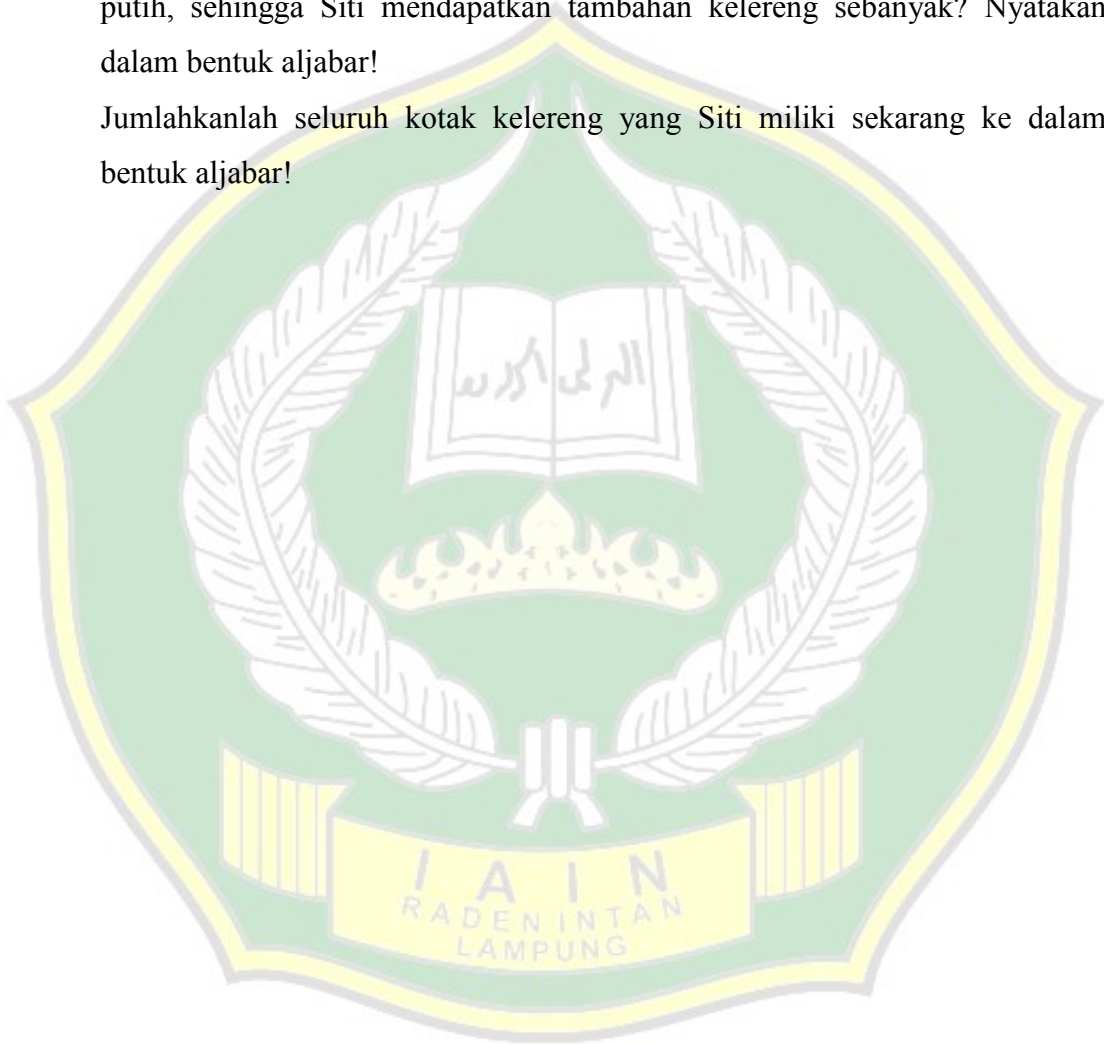 putih, sehingga Siti mendapatkan tambahan kelereng sebanyak? Nyatakan
dalam bentuk aljabar!
Jumlahkanlah seluruh kotak kelereng yang Siti miliki sekarang ke dalam
bentuk aljabar!
I A I N
RADEN INTAN
LAMPUNG